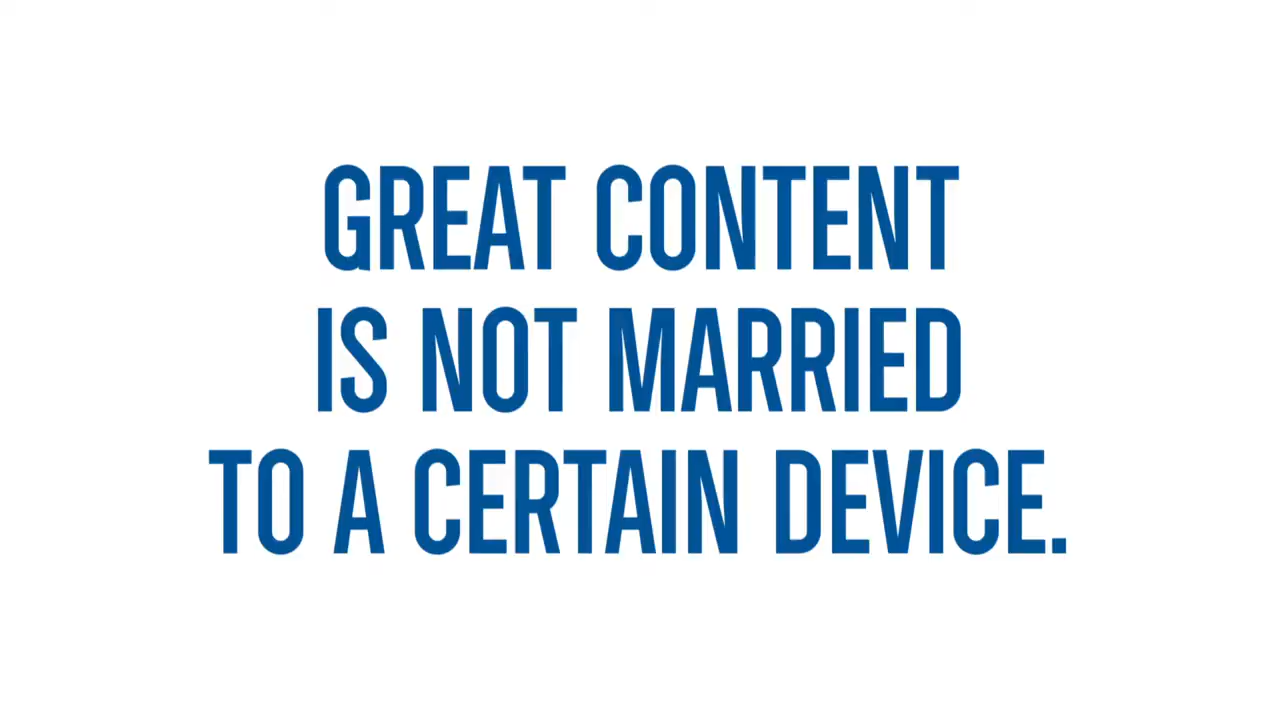 GREAT CONTENT
IS NOT MARRIED
TO A CERTAIN DEVICE.